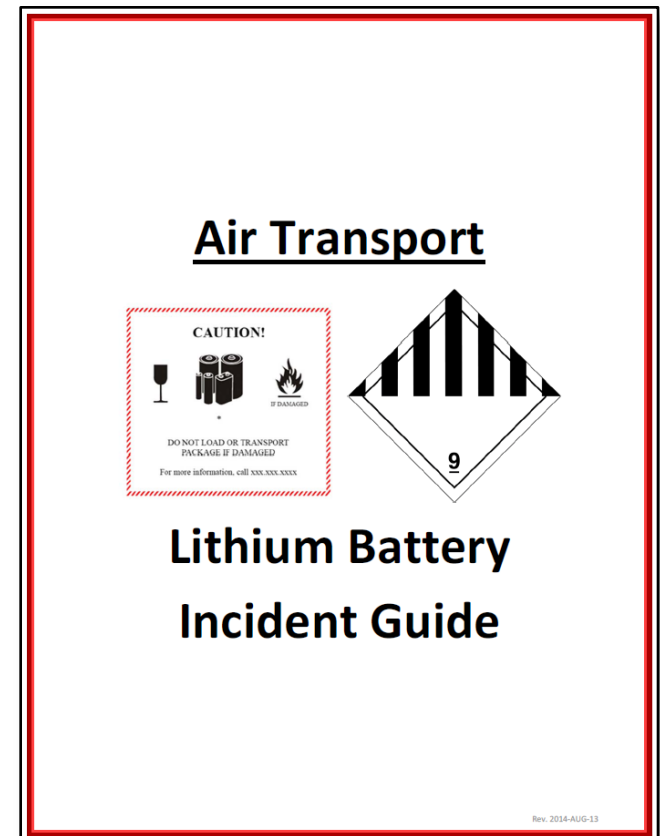 Air Transport
CAUTION!
IF DAMAGED
*
DO NOT LOAD OR TRANSPORT
PACKAGE IF DAMAGED
For more information, call xxx.xxx.xxxx
9
Lithium Battery
Incident Guide
Rev. 2014-AUG-13